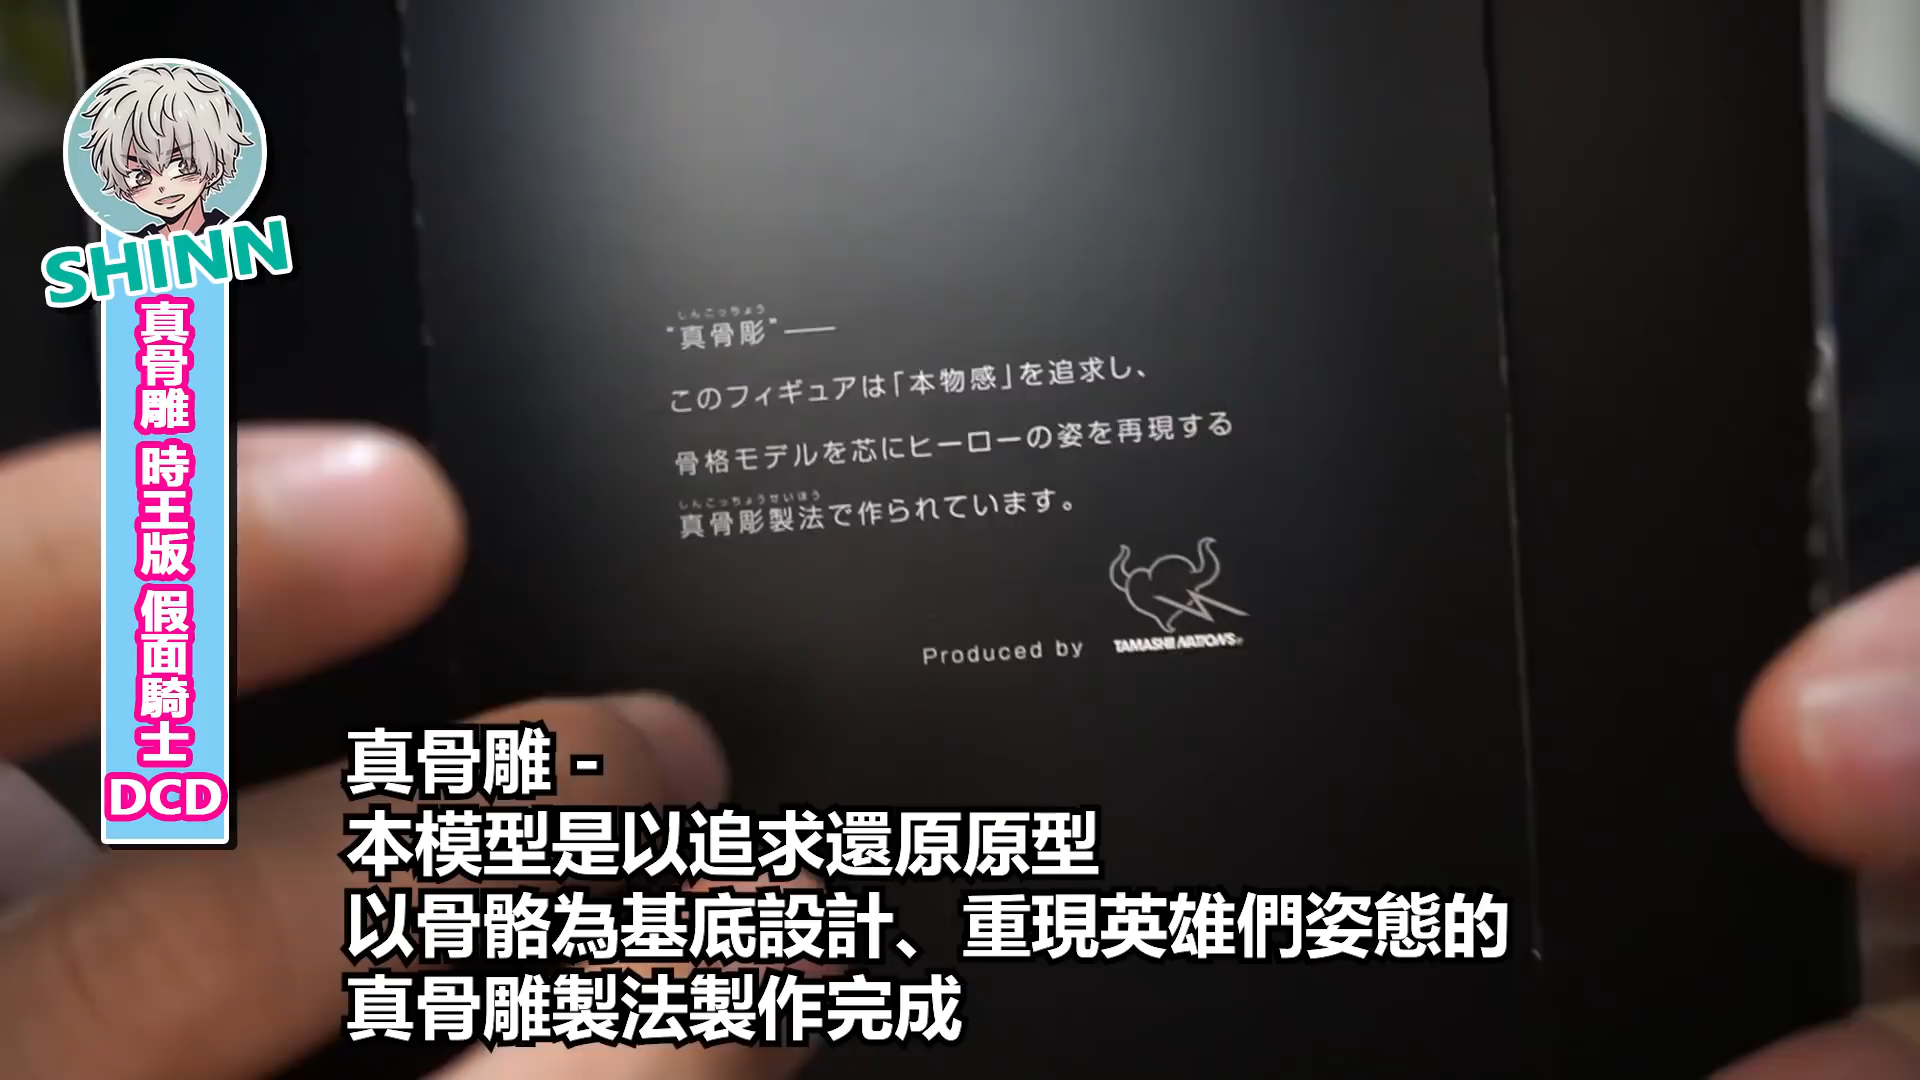 SHINN
真骨雕 時王版 假面騎士
DCD
しんこっちょう
"真骨彫"――
このフィギュアは「本物感」を追求し、
骨格モデルを芯にヒーローの姿を再現する
しんこっちょうせいほう
真骨彫製法で作られています。
Produced by TAMASHII NATIONS
真骨雕 -
本模型是以追求還原原型
以骨骼為基底設計、重現英雄們姿態的
真骨雕製法製作完成